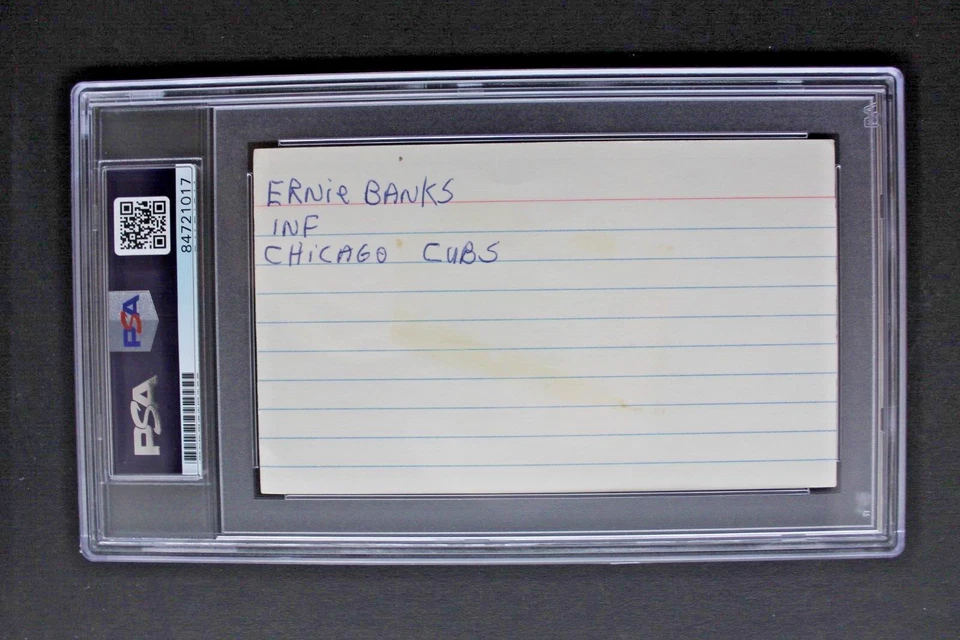 ERNiE BANKS
INF
CHiCAGO CUBS
84721017
PSA
PSA